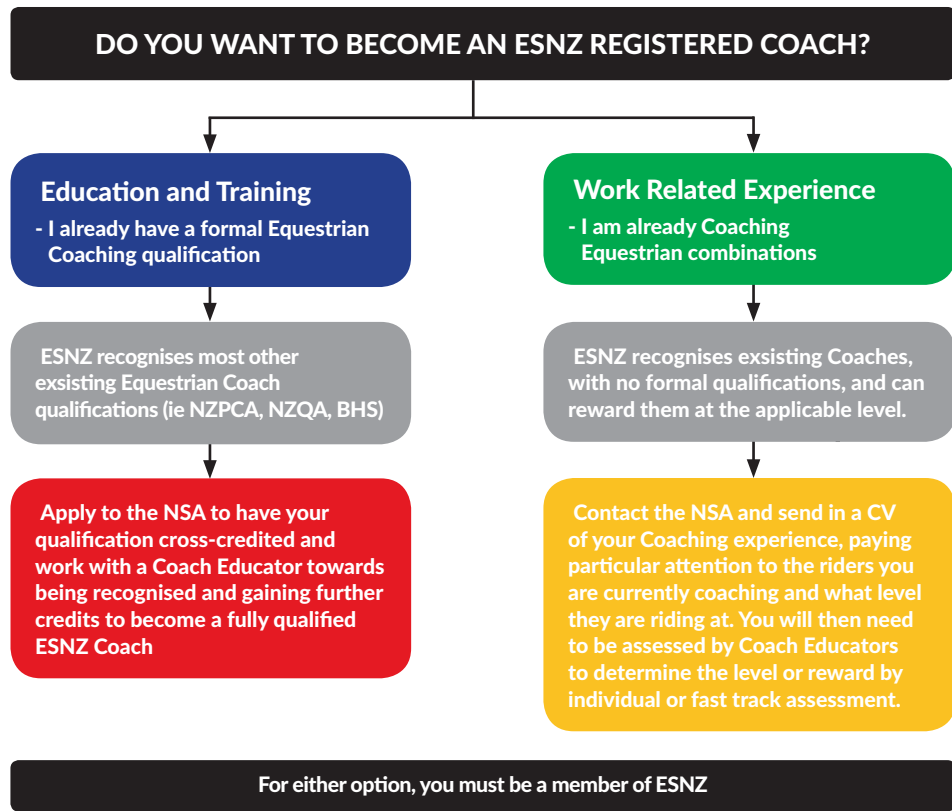 DO YOU WANT TO BECOME AN ESNZ REGISTERED COACH?
Education and Training
- I already have a formal Equestrian
Coaching qualification
ESNZ recognises most other
exsisting Equestrian Coach
qualifications (ie NZPCA, NZQA, BHS)
Apply to the NSA to have your
qualification cross-credited and
work with a Coach Educator towards
being recognised and gaining further
credits to become a fully qualified
ESNZ Coach
Work Related Experience
- I am already Coaching
Equestrian combinations
ESNZ recognises exsisting Coaches,
with no formal qualifications, and can
reward them at the applicable level.
Contact the NSA and send in a CV
of your Coaching experience, paying
particular attention to the riders you
are currently coaching and what level
they are riding at. You will then need
to be assessed by Coach Educators
to determine the level or reward by
individual or fast track assessment.
For either option, you must be a member of ESNZ